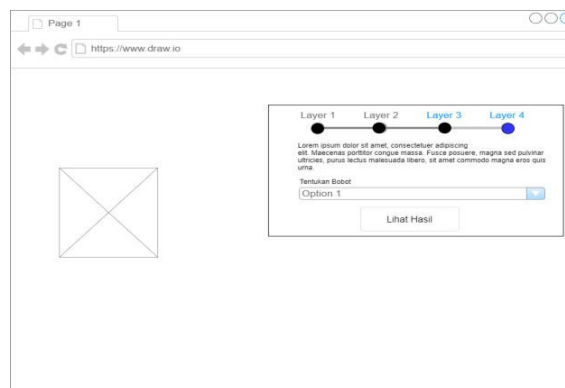 Page 1
https://www.draw.io
Layer 1 Layer 2 Layer 3 Layer 4
Lorem ipsum dolor sit amet, consectetuer adipiscing
elit. Maecenas porttitor congue massa. Fusce posuere, magna sed pulvinar
ultricies, purus lectus malesuada libero, sit amet commodo magna eros quis
urna.
Tentukan Bobot
Option 1
Lihat Hasil